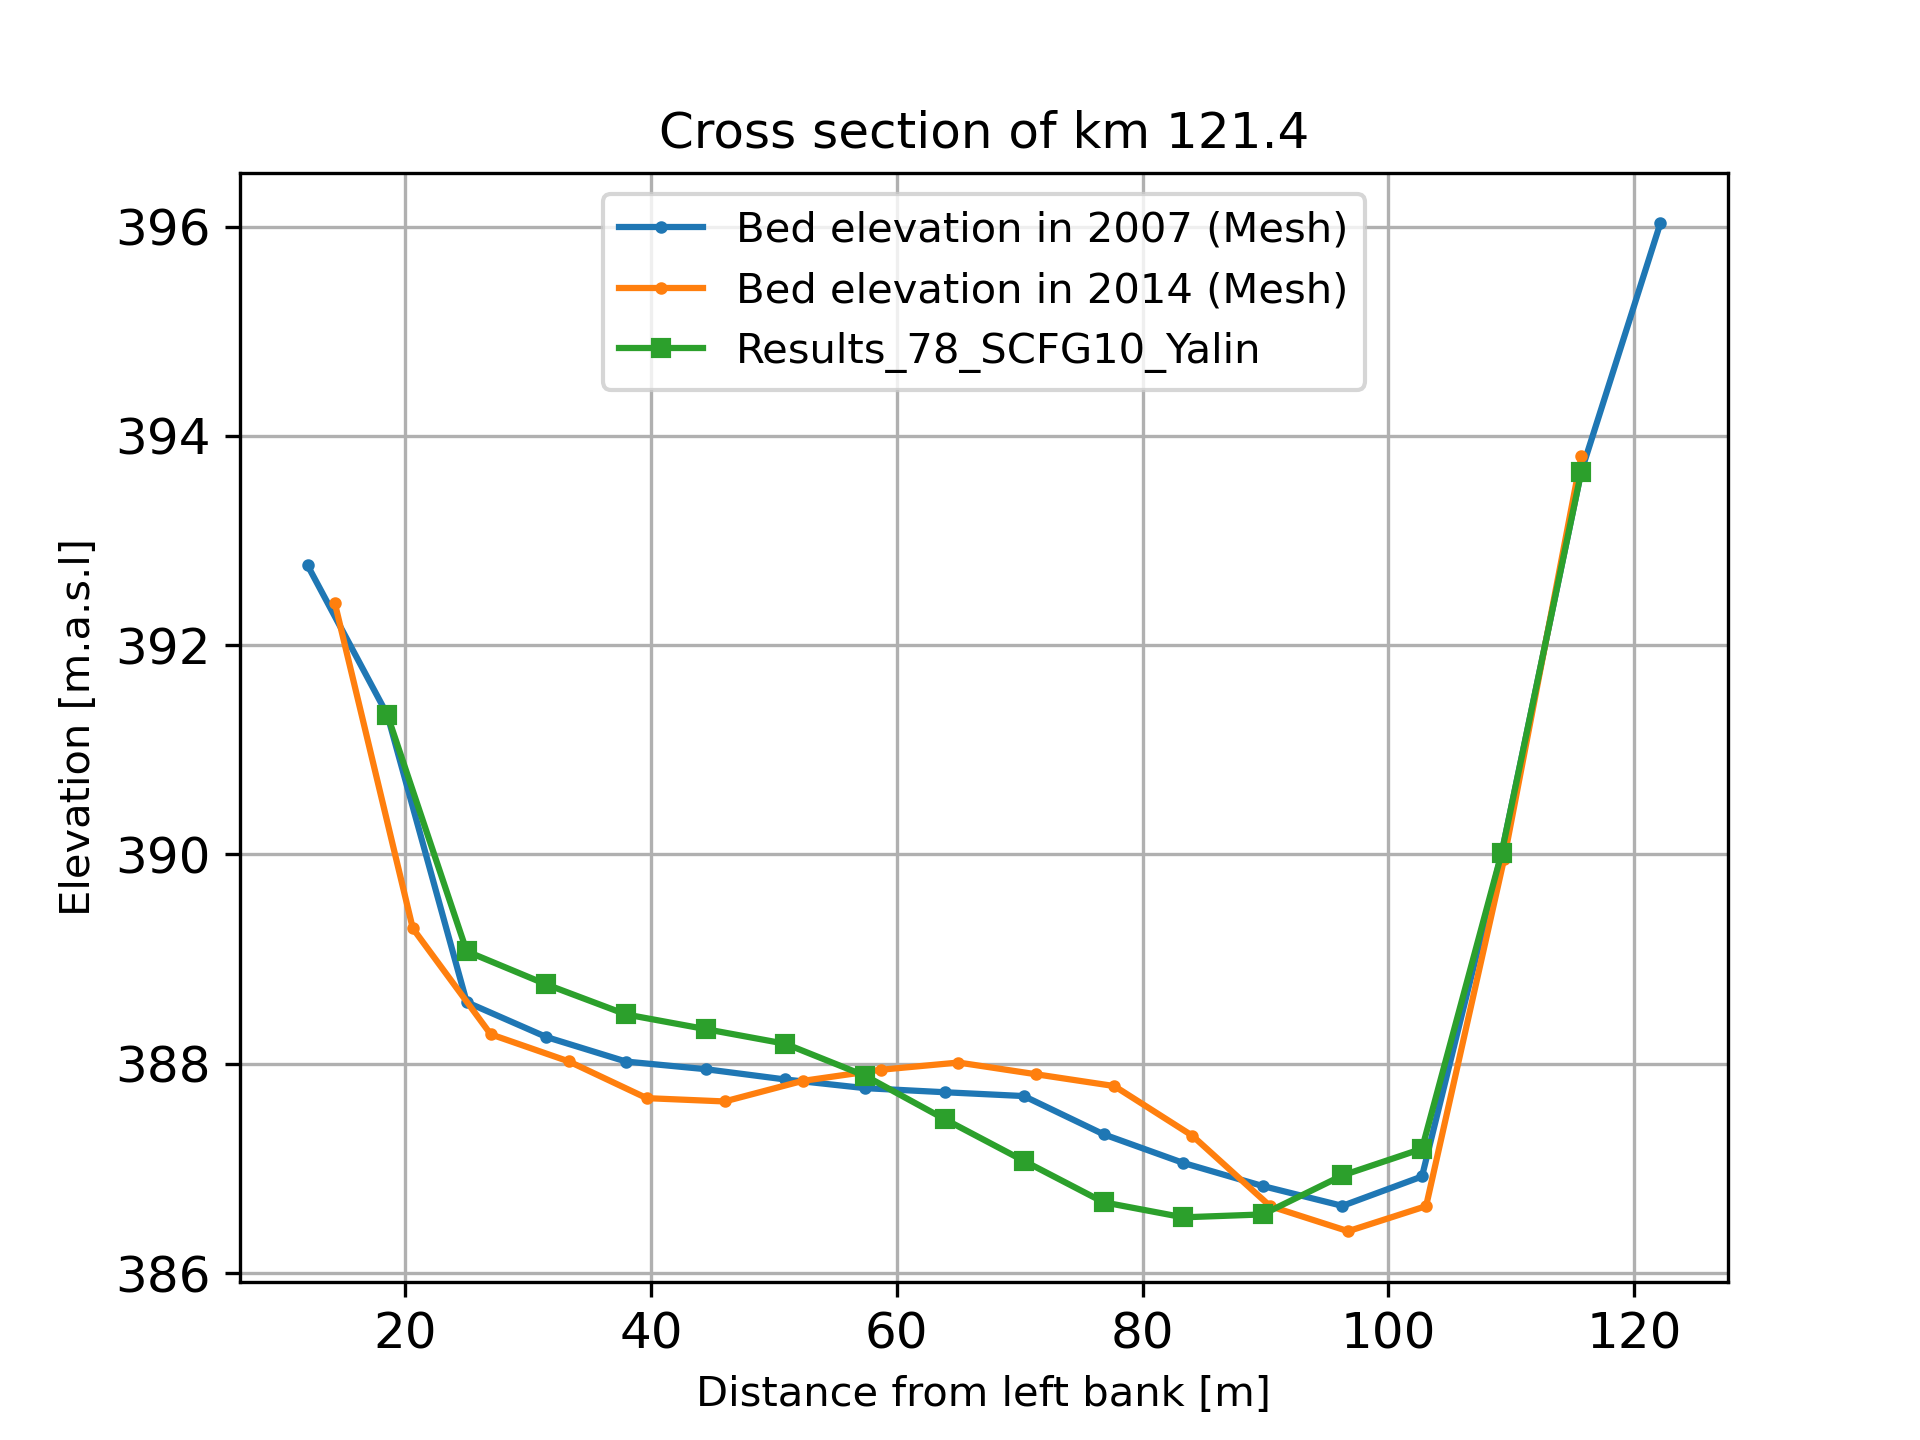 Cross section of km 121.4
Bed elevation in 2007 (Mesh)
Bed elevation in 2014 (Mesh)
Results_78_SCFG10_Yalin
396
394
392
390
388
386
Elevation [m.a.s.l]
20 40 60 80 100 120
Distance from left bank [m]